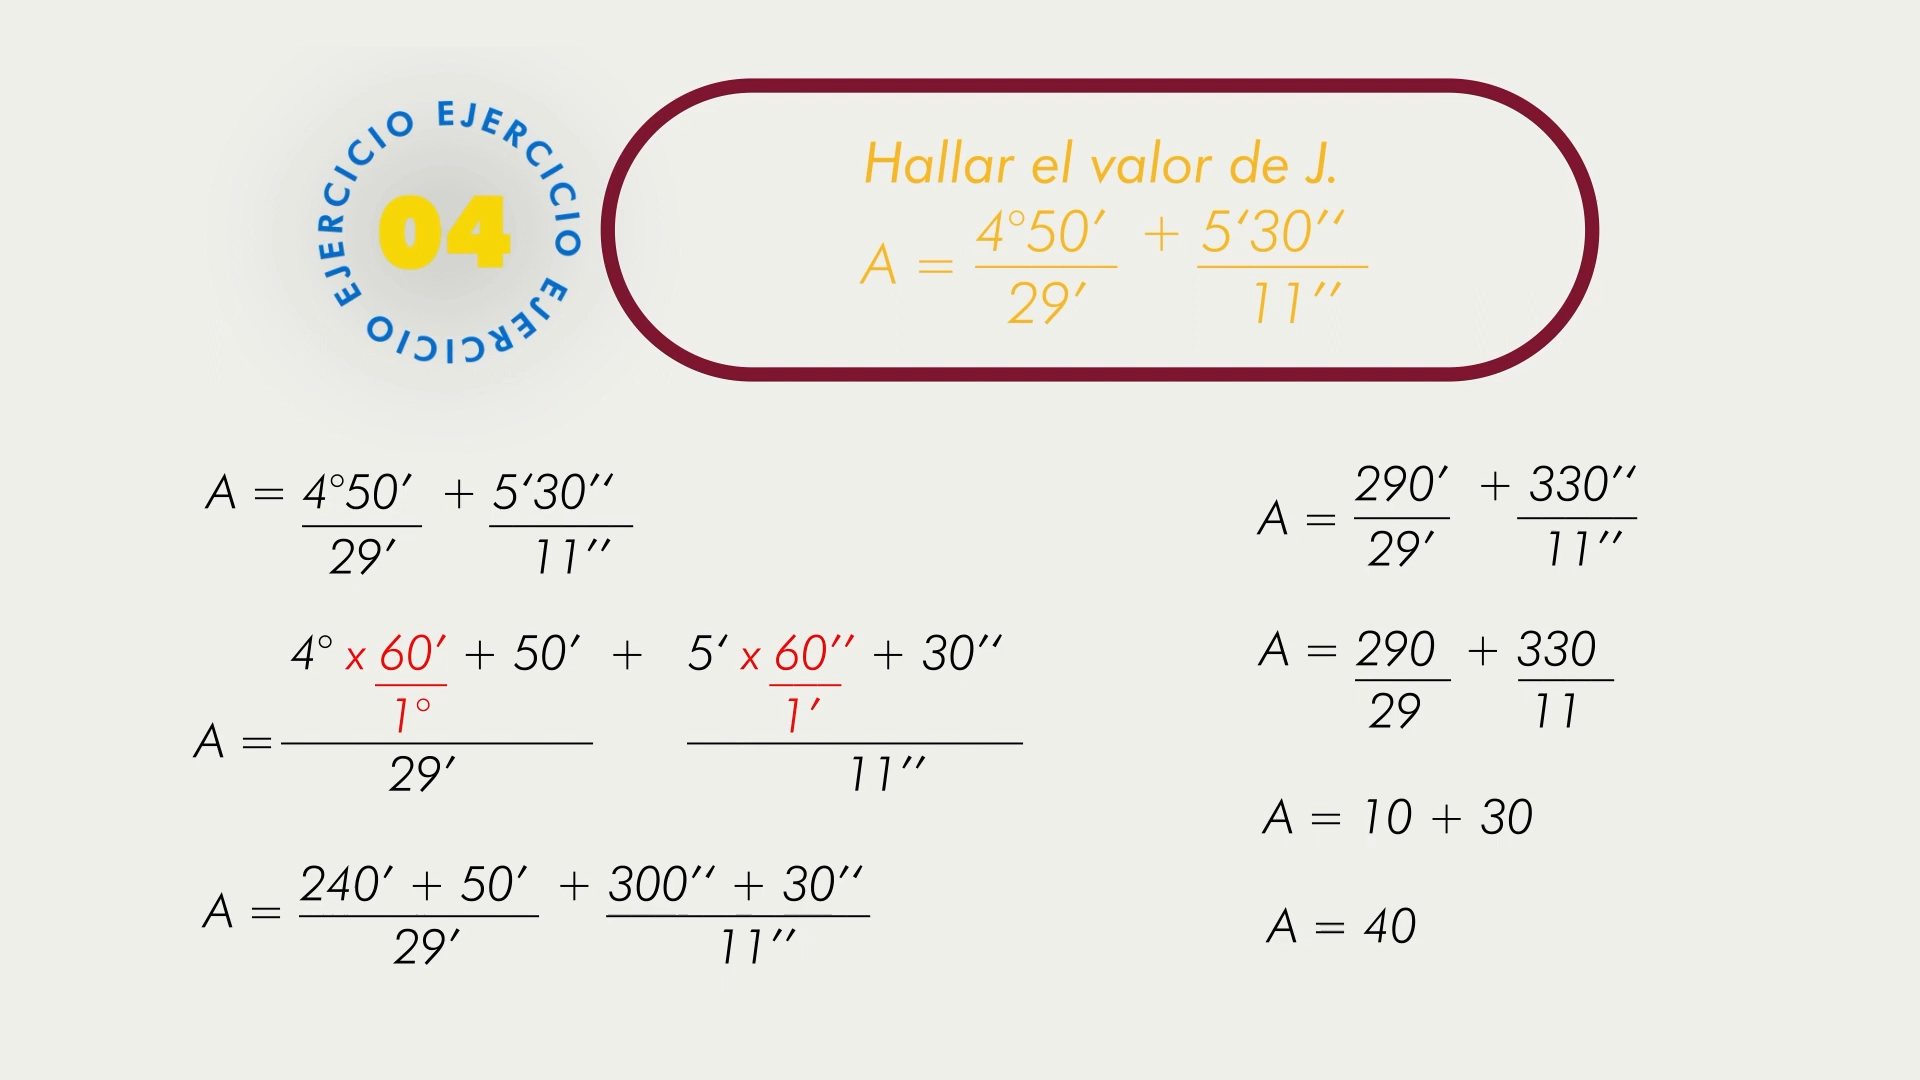 EJERCICIO EJERCICIO EJERCICIO EJERCICIO
04
Hallar el valor de J.
A = 4°50′ + 5‘30′‘
29′ 11′′
A = 4°50′ + 5‘30′‘
29′ 11′′
4° x 60′ + 50′ + 5‘ x 60′′ + 30′‘
1° 1′
A =
29′ 11′′
A = 240′ + 50′ + 300′‘ + 30′‘
29′ 11′′
A = 290′ + 330′‘
29′ 11′′
A = 290 + 330
29 11
A = 10 + 30
A = 40